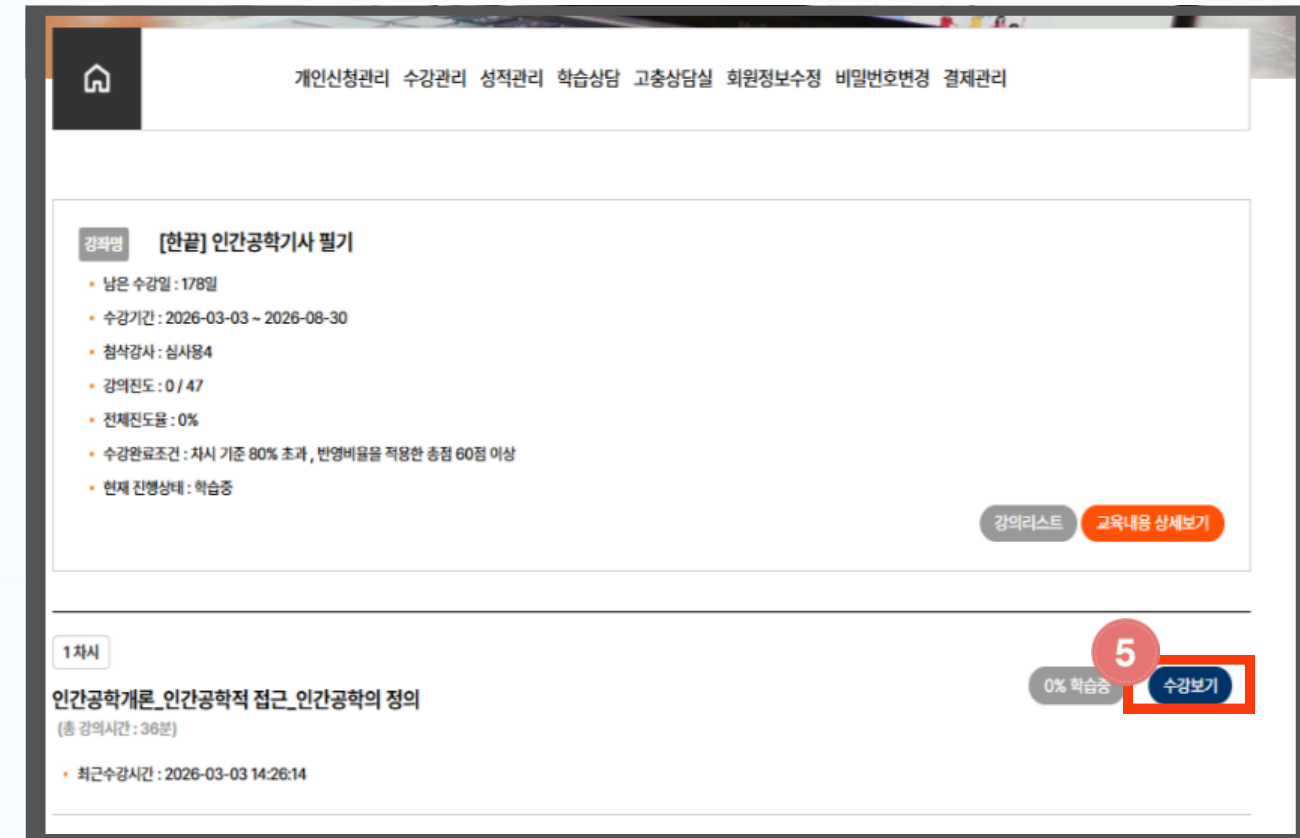 개인신청관리 수강관리 성적관리 학습상담 고충상담실 회원정보수정 비밀번호변경 결제관리
강좌명 [한끝] 인간공학기사 필기
• 남은 수강일 : 178일
• 수강기간 : 2026-03-03 ~ 2026-08-30
• 첨삭강사 : 심사용4
• 강의진도 : 0 / 47
• 전체진도율 : 0%
• 수강완료조건 : 차시 기준 80% 초과 , 반영비율을 적용한 총점 60점 이상
• 현재 진행상태 : 학습중
강의리스트 교육내용 상세보기
1 차시
5
0% 학습중 수강보기
인간공학개론_인간공학적 접근_인간공학의 정의
(총 강의시간 : 36분)
• 최근수강시간 : 2026-03-03 14:26:14